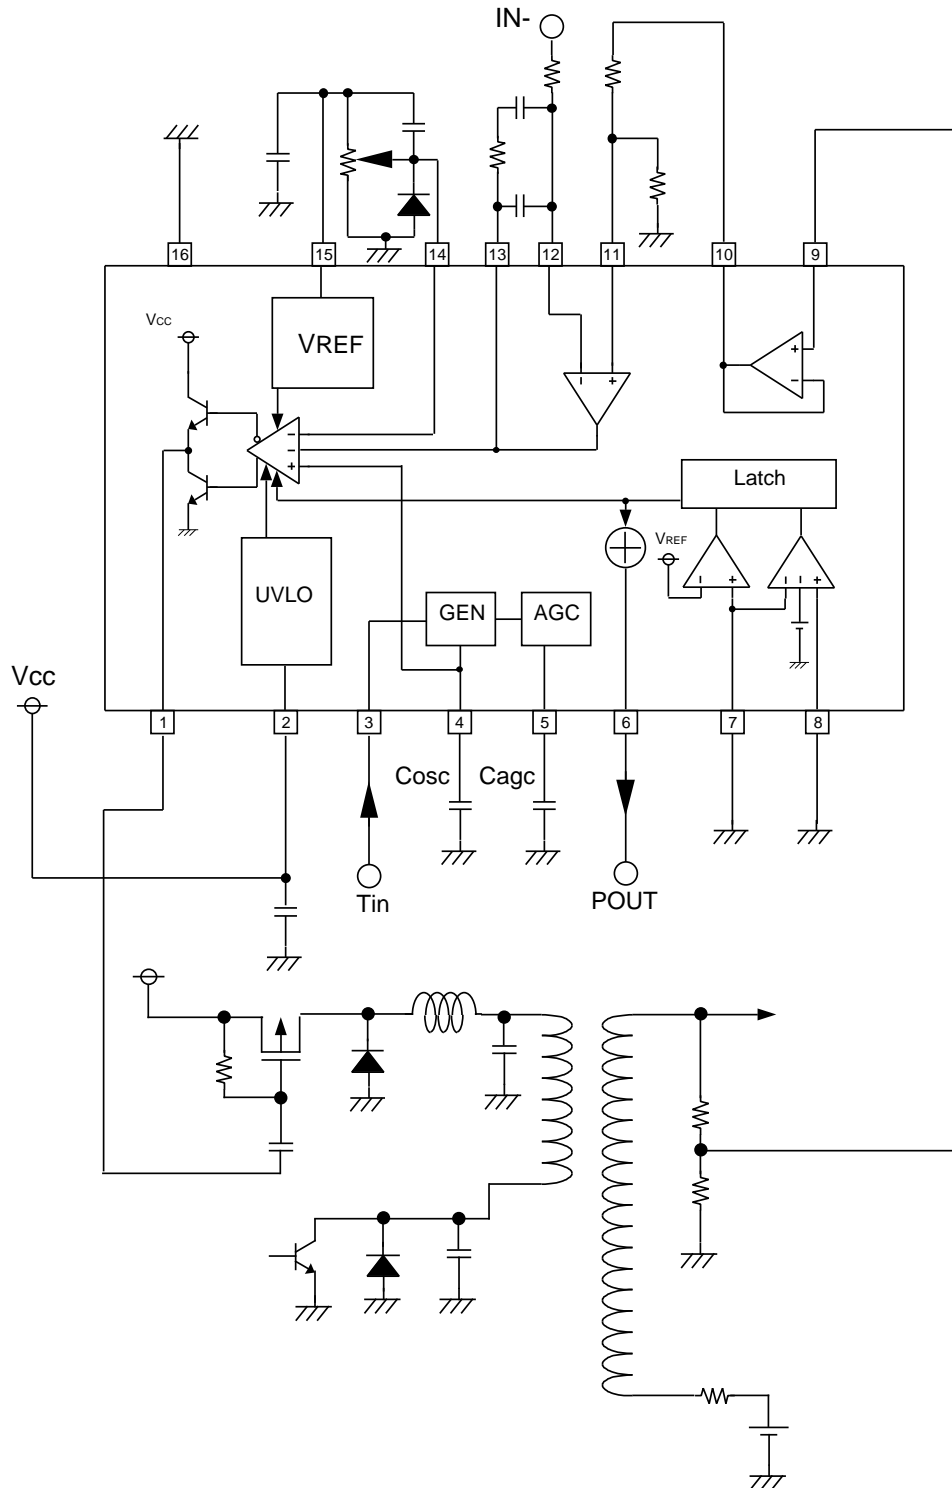 IN-
16
15
14
13
12
11
10
9
VCC
VREF
-
+
+
-
-
-
+
Latch
VREF
UVLO
GEN
AGC
-
+
-
-
+
Vcc
1
2
3
4
5
6
7
8
Cosc
Cagc
Tin
POUT